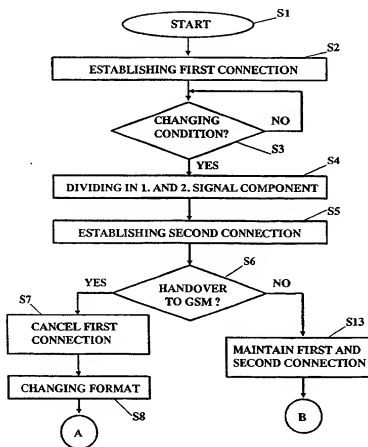 START
S1
S2
ESTABLISHING FIRST CONNECTION
CHANGING
CONDITION?
NO
S3
YES
S4
DIVIDING IN 1. AND 2. SIGNAL COMPONENT
S5
ESTABLISHING SECOND CONNECTION
S6
YES
HANDOVER
TO GSM ?
NO
S7
CANCEL FIRST
CONNECTION
S13
MAINTAIN FIRST AND
SECOND CONNECTION
CHANGING FORMAT
S8
A
B